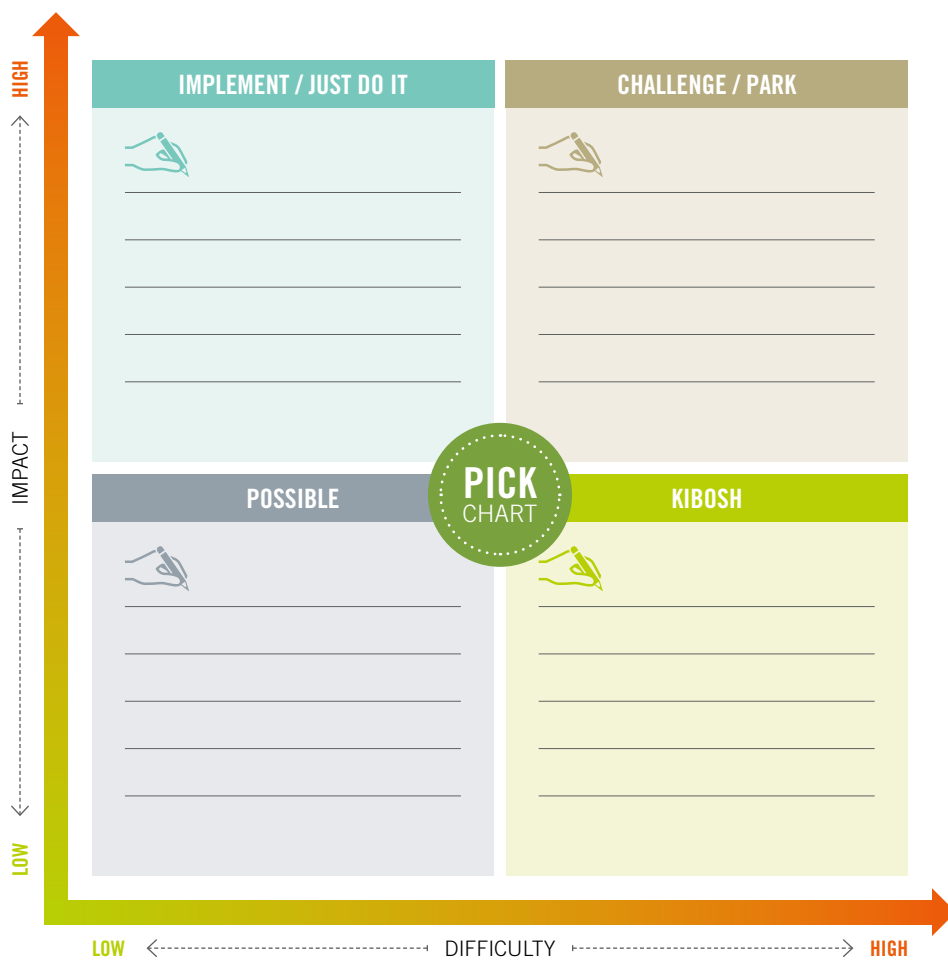 HIGH
IMPLEMENT / JUST DO IT
CHALLENGE / PARK
IMPACT
PICK
CHART
POSSIBLE
KIBOSH
LOW
LOW
DIFFICULTY
HIGH